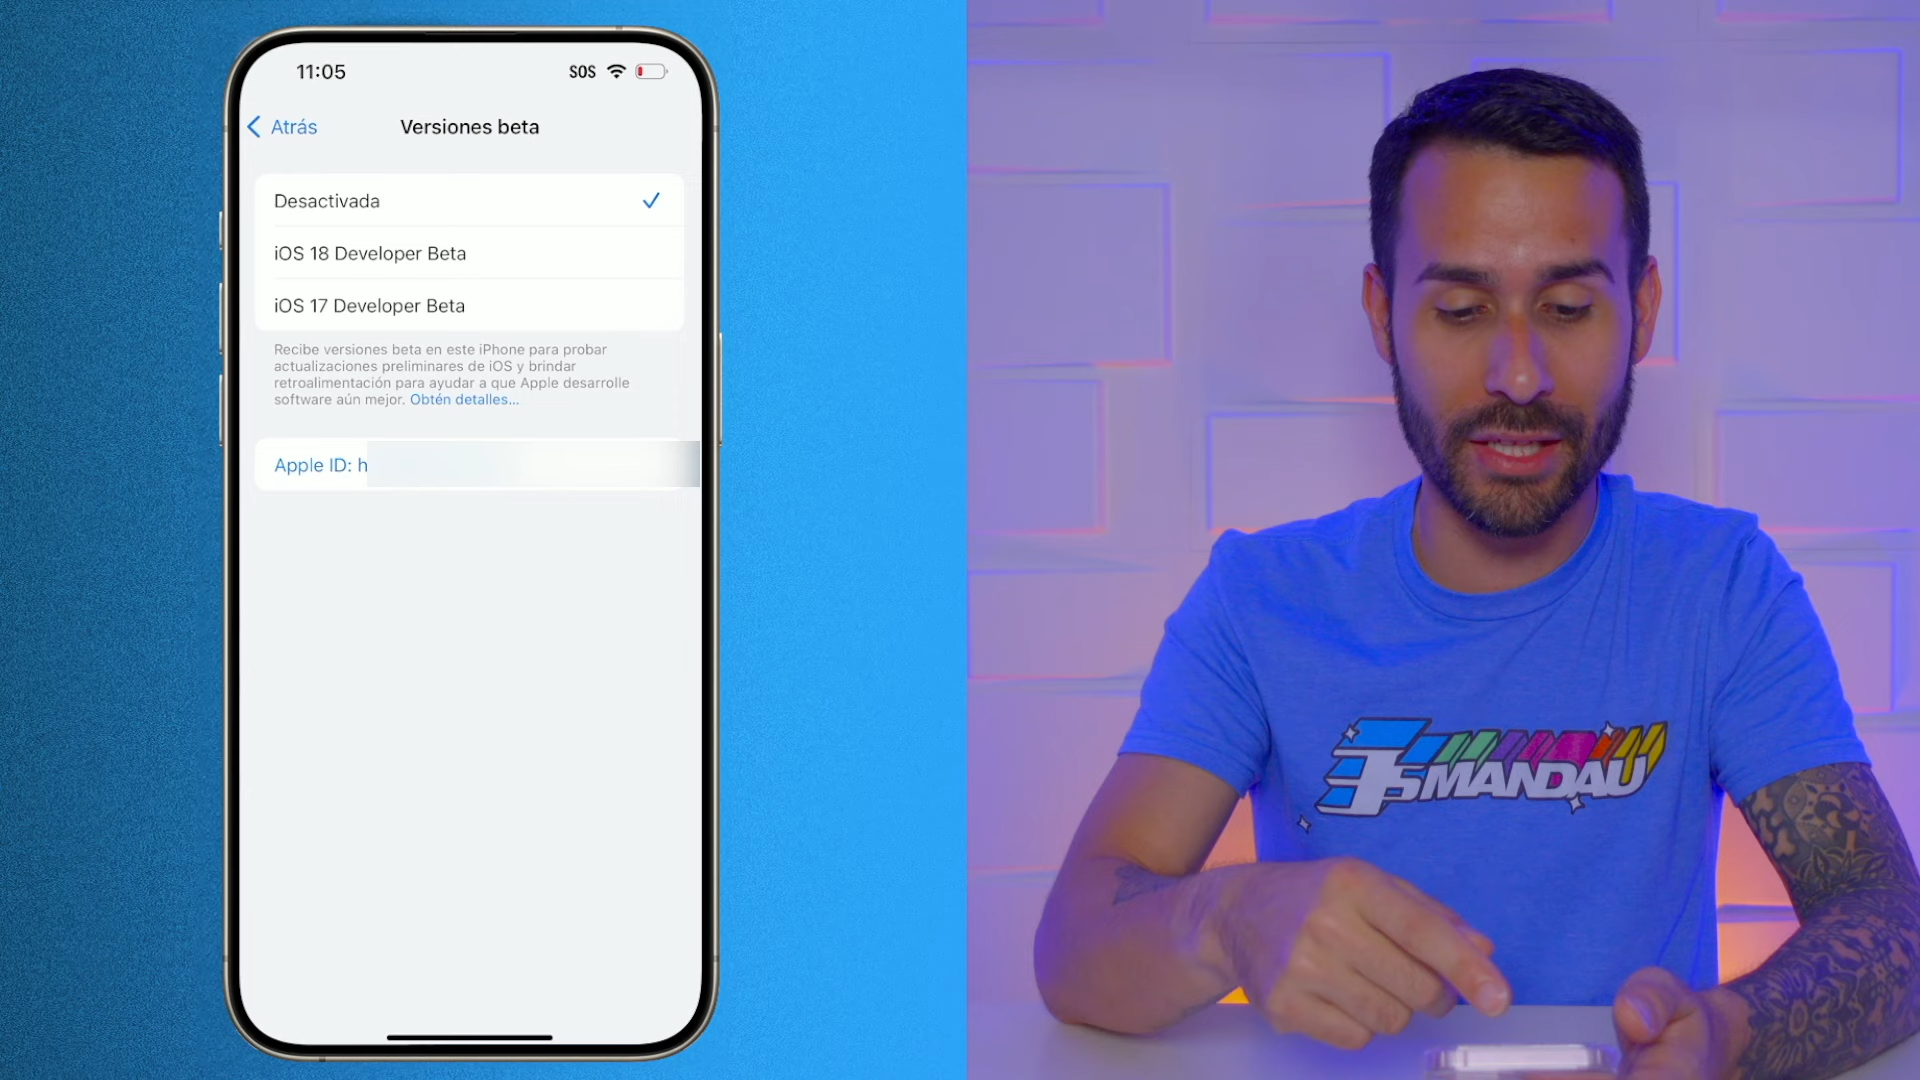 11:05
SOS
Atrás
Versiones beta
Desactivada
iOS 18 Developer Beta
iOS 17 Developer Beta
Recibe versiones beta en este iPhone para probar
actualizaciones preliminares de iOS y brindar
retroalimentación para ayudar a que Apple desarrolle
software aún mejor. Obtén detalles...
Apple ID: h
ISMANDAU